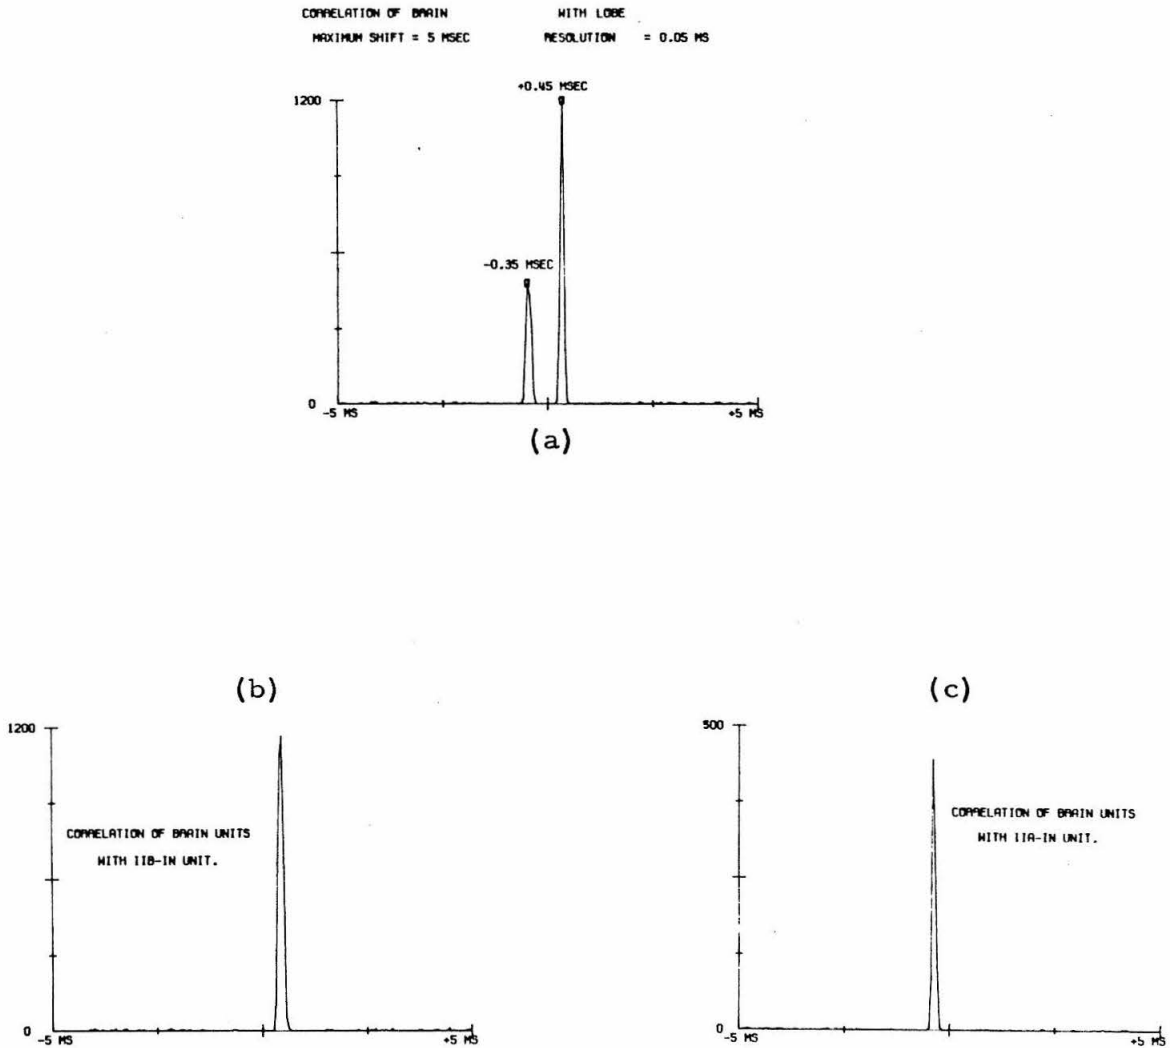 CORRELATION OF BRAIN WITH LOBE
MAXIMUM SHIFT = 5 MSEC RESOLUTION = 0.05 MS
+0.45 MSEC
1200
-0.35 MSEC
0
-5 MS +5 MS
(a)
(b)
1200
CORRELATION OF BRAIN UNITS
WITH IIB-IN UNIT.
0
-5 MS +5 MS
(c)
500
CORRELATION OF BRAIN UNITS
WITH IIA-IN UNIT.
0
-5 MS +5 MS